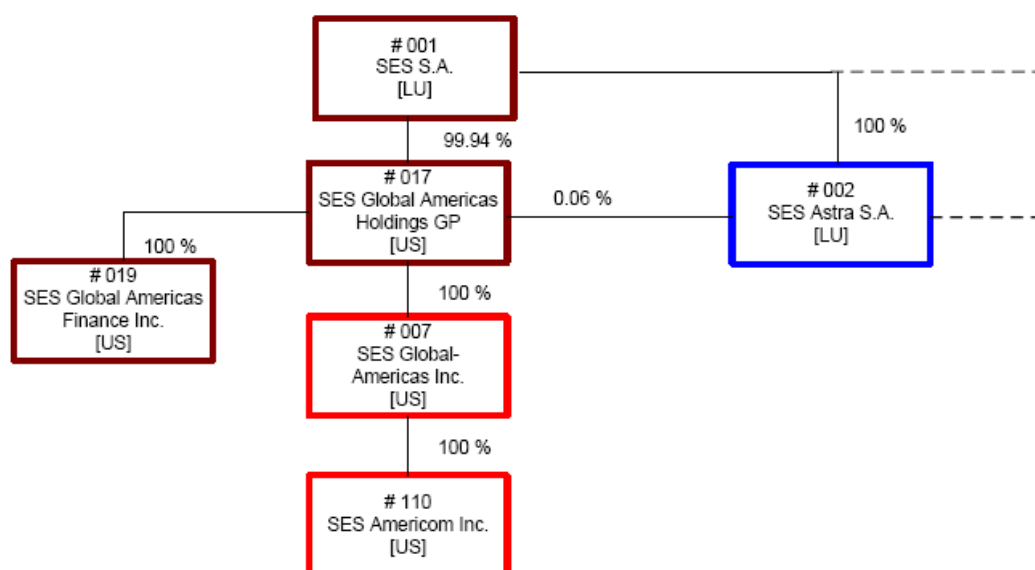 # 001
SES S.A.
[LU]
99.94 %
100 %
# 017
SES Global Americas
Holdings GP
[US]
0.06 %
# 002
SES Astra S.A.
[LU]
100 %
# 019
SES Global Americas
Finance Inc.
[US]
100 %
# 007
SES Global-
Americas Inc.
[US]
100 %
# 110
SES Americom Inc.
[US]